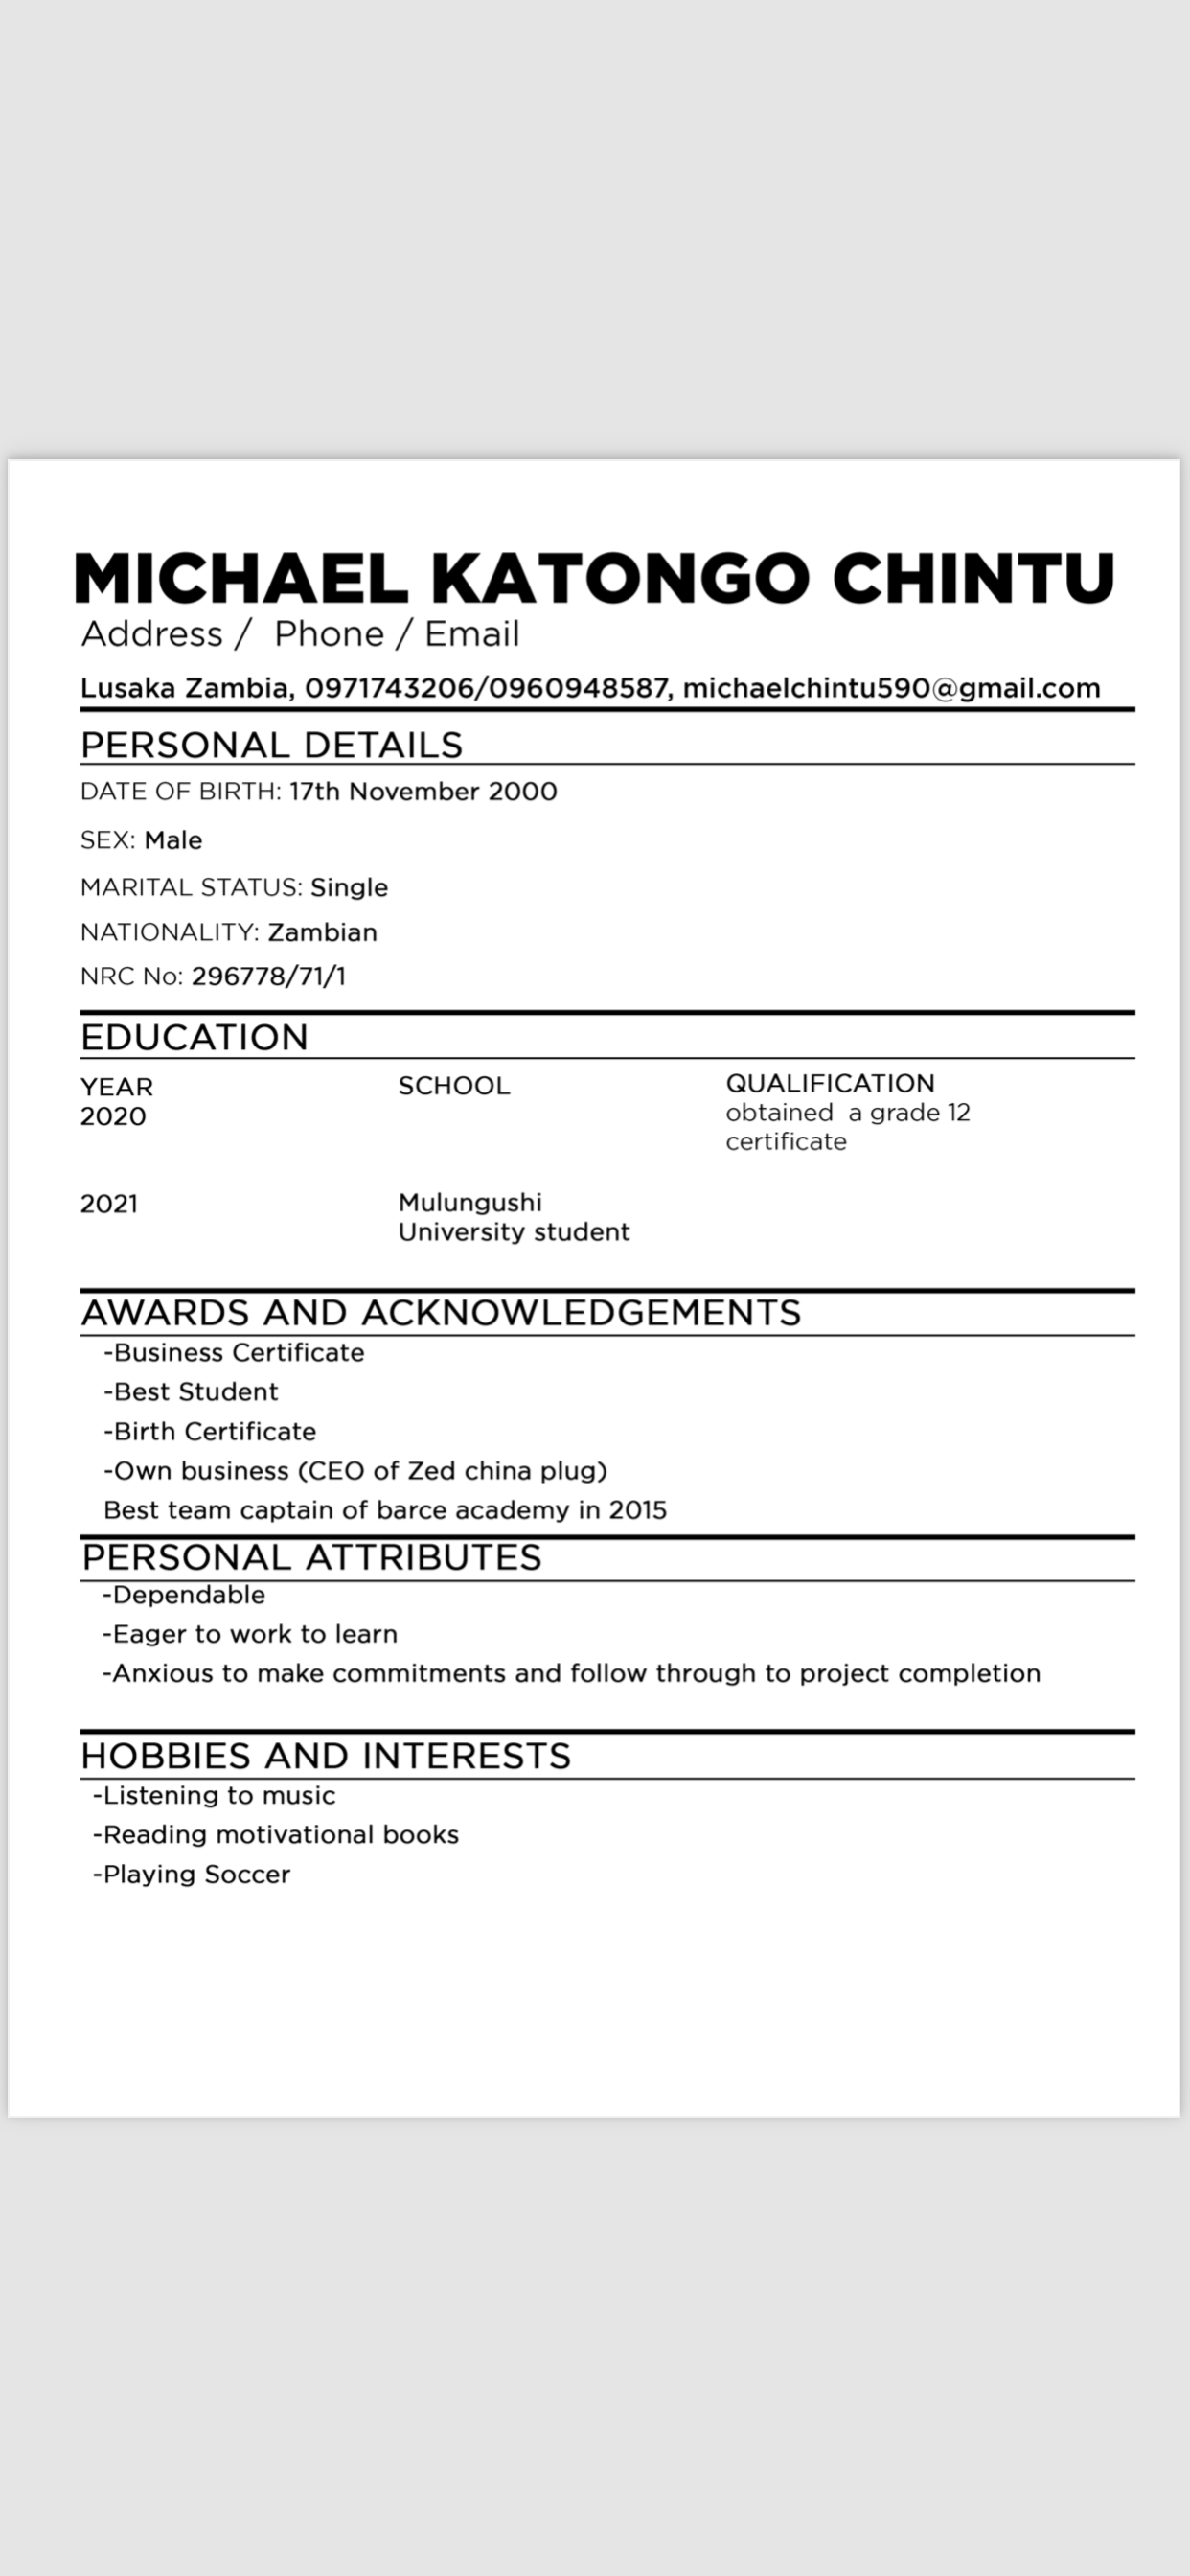 MICHAEL KATONGO CHINTU
Address /  Phone / Email
Lusaka Zambia, 0971743206/0960948587, michaelchintu590@gmail.com
PERSONAL DETAILS
DATE OF BIRTH: 17th November 2000
SEX: Male
MARITAL STATUS: Single
NATIONALITY: Zambian
NRC No: 296778/71/1
EDUCATION
YEAR
2020
SCHOOL
QUALIFICATION
obtained  a grade 12
certificate
2021
Mulungushi
University student
AWARDS AND ACKNOWLEDGEMENTS
-Business Certificate
-Best Student
-Birth Certificate
-Own business (CEO of Zed china plug)
Best team captain of barce academy in 2015
PERSONAL ATTRIBUTES
-Dependable
-Eager to work to learn
-Anxious to make commitments and follow through to project completion
HOBBIES AND INTERESTS
-Listening to music
-Reading motivational books
-Playing Soccer